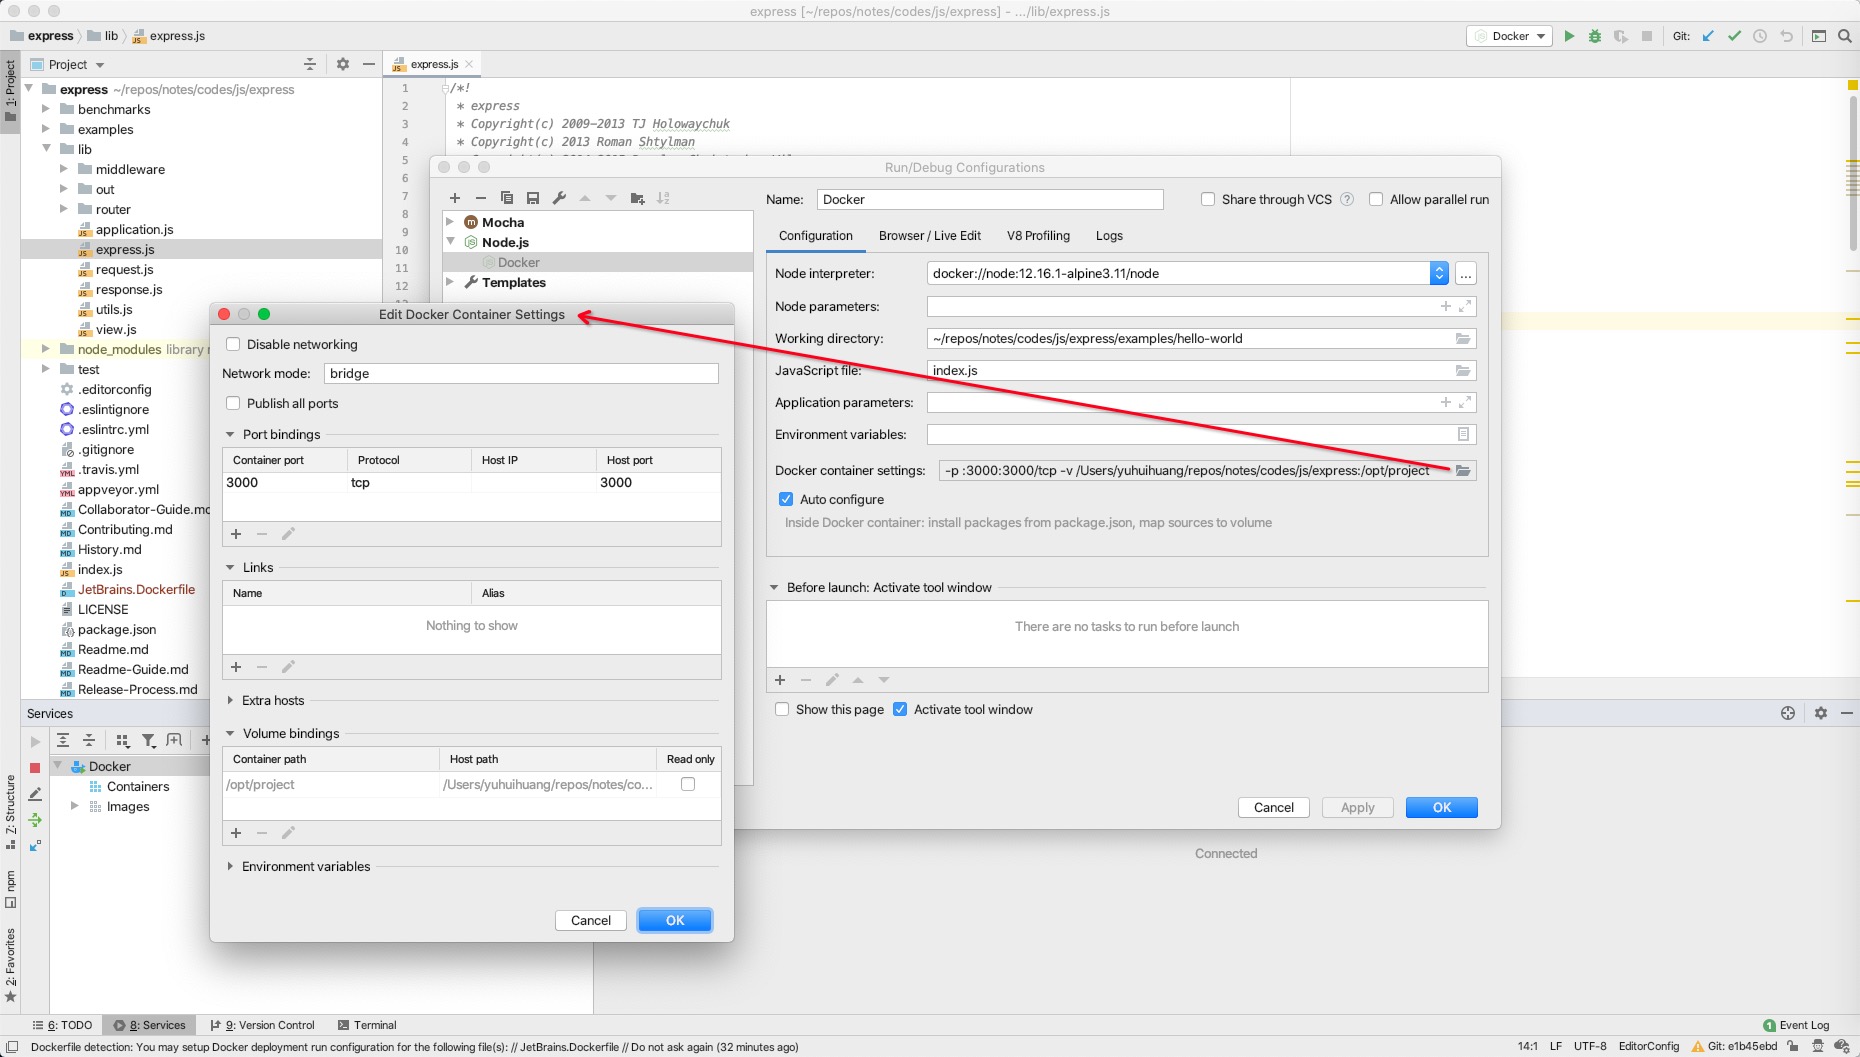 express [~/repos/notes/codes/js/express] - .../lib/express.js
express
lib
express.js
Docker
Git:
1: Project
Project
express.js
express ~/repos/notes/codes/js/express
benchmarks
examples
lib
middleware
out
router
application.js
express.js
request.js
response.js
utils.js
view.js
node_modules library r
test
.editorconfig
.eslintignore
.eslintrc.yml
.gitignore
.travis.yml
appveyor.yml
Collaborator-Guide.md
Contributing.md
History.md
index.js
JetBrains.Dockerfile
LICENSE
package.json
Readme.md
Readme-Guide.md
Release-Process.md
1 /*!
2 * express
3 * Copyright(c) 2009-2013 TJ Holowaychuk
4 * Copyright(c) 2013 Roman Shtylman
5
6
7
8
9
10
11
12
Run/Debug Configurations
Mocha
Node.js
Docker
Templates
Name: Docker
Share through VCS ?
Allow parallel run
Configuration
Browser / Live Edit
V8 Profiling
Logs
Node interpreter: docker://node:12.16.1-alpine3.11/node
...
Node parameters:
Working directory: ~/repos/notes/codes/js/express/examples/hello-world
JavaScript file: index.js
Application parameters:
Environment variables:
Docker container settings: -p :3000:3000/tcp -v /Users/yuhuihuang/repos/notes/codes/js/express:/opt/project
Auto configure
Inside Docker container: install packages from package.json, map sources to volume
Before launch: Activate tool window
There are no tasks to run before launch
Show this page
Activate tool window
Cancel
Apply
OK
Edit Docker Container Settings
Disable networking
Network mode: bridge
Publish all ports
Port bindings
Container port Protocol Host IP Host port
3000 tcp 3000
Links
Name Alias
Nothing to show
Extra hosts
Volume bindings
Container path Host path Read only
/opt/project /Users/yuhuihuang/repos/notes/co...
Environment variables
Cancel
OK
Services
Docker
Containers
Images
Connected
Z: Structure
npm
2: Favorites
6: TODO
8: Services
9: Version Control
Terminal
1 Event Log
Dockerfile detection: You may setup Docker deployment run configuration for the following file(s): // JetBrains.Dockerfile // Do not ask again (32 minutes ago)
14:1 LF UTF-8 EditorConfig Git: e1b45ebd